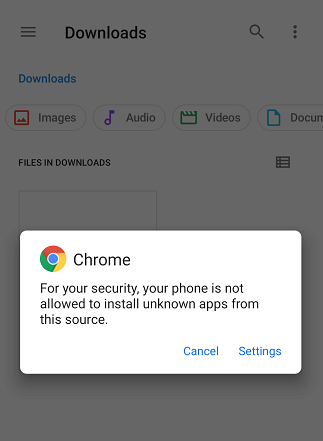 Downloads
Downloads
Images
Audio
Videos
Docum
FILES IN DOWNLOADS
Chrome
For your security, your phone is not
allowed to install unknown apps from
this source.
Cancel Settings